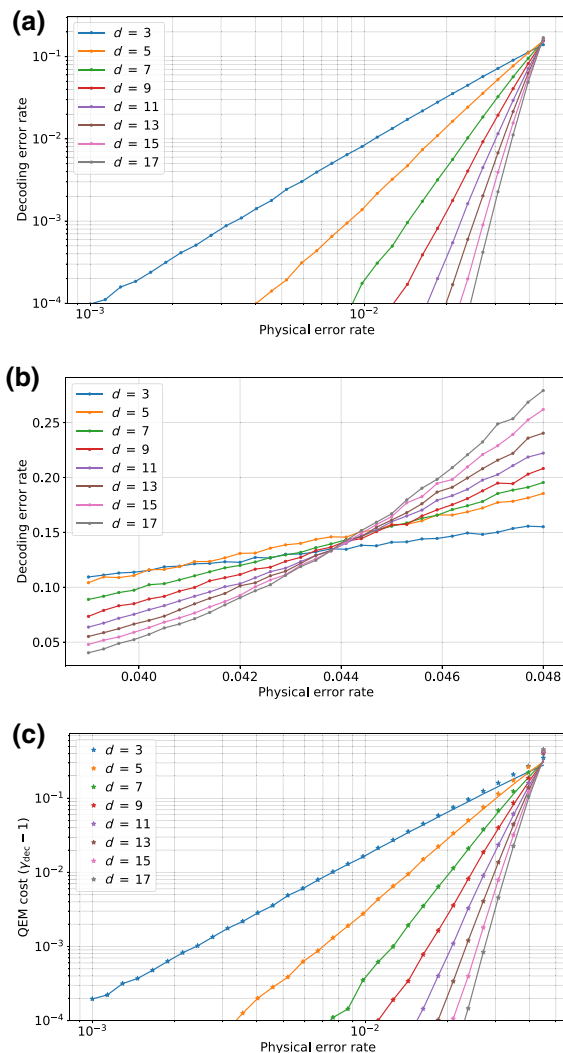 (a)
d = 3
d = 5
d = 7
d = 9
d = 11
d = 13
d = 15
d = 17
Decoding error rate
10⁻¹
10⁻²
10⁻³
10⁻⁴
10⁻³
10⁻²
Physical error rate
(b)
d = 3
d = 5
d = 7
d = 9
d = 11
d = 13
d = 15
d = 17
Decoding error rate
0.25
0.20
0.15
0.10
0.05
0.040
0.042
0.044
0.046
0.048
Physical error rate
(c)
d = 3
d = 5
d = 7
d = 9
d = 11
d = 13
d = 15
d = 17
QEM cost (γdec − 1)
10⁻¹
10⁻²
10⁻³
10⁻⁴
10⁻³
10⁻²
Physical error rate